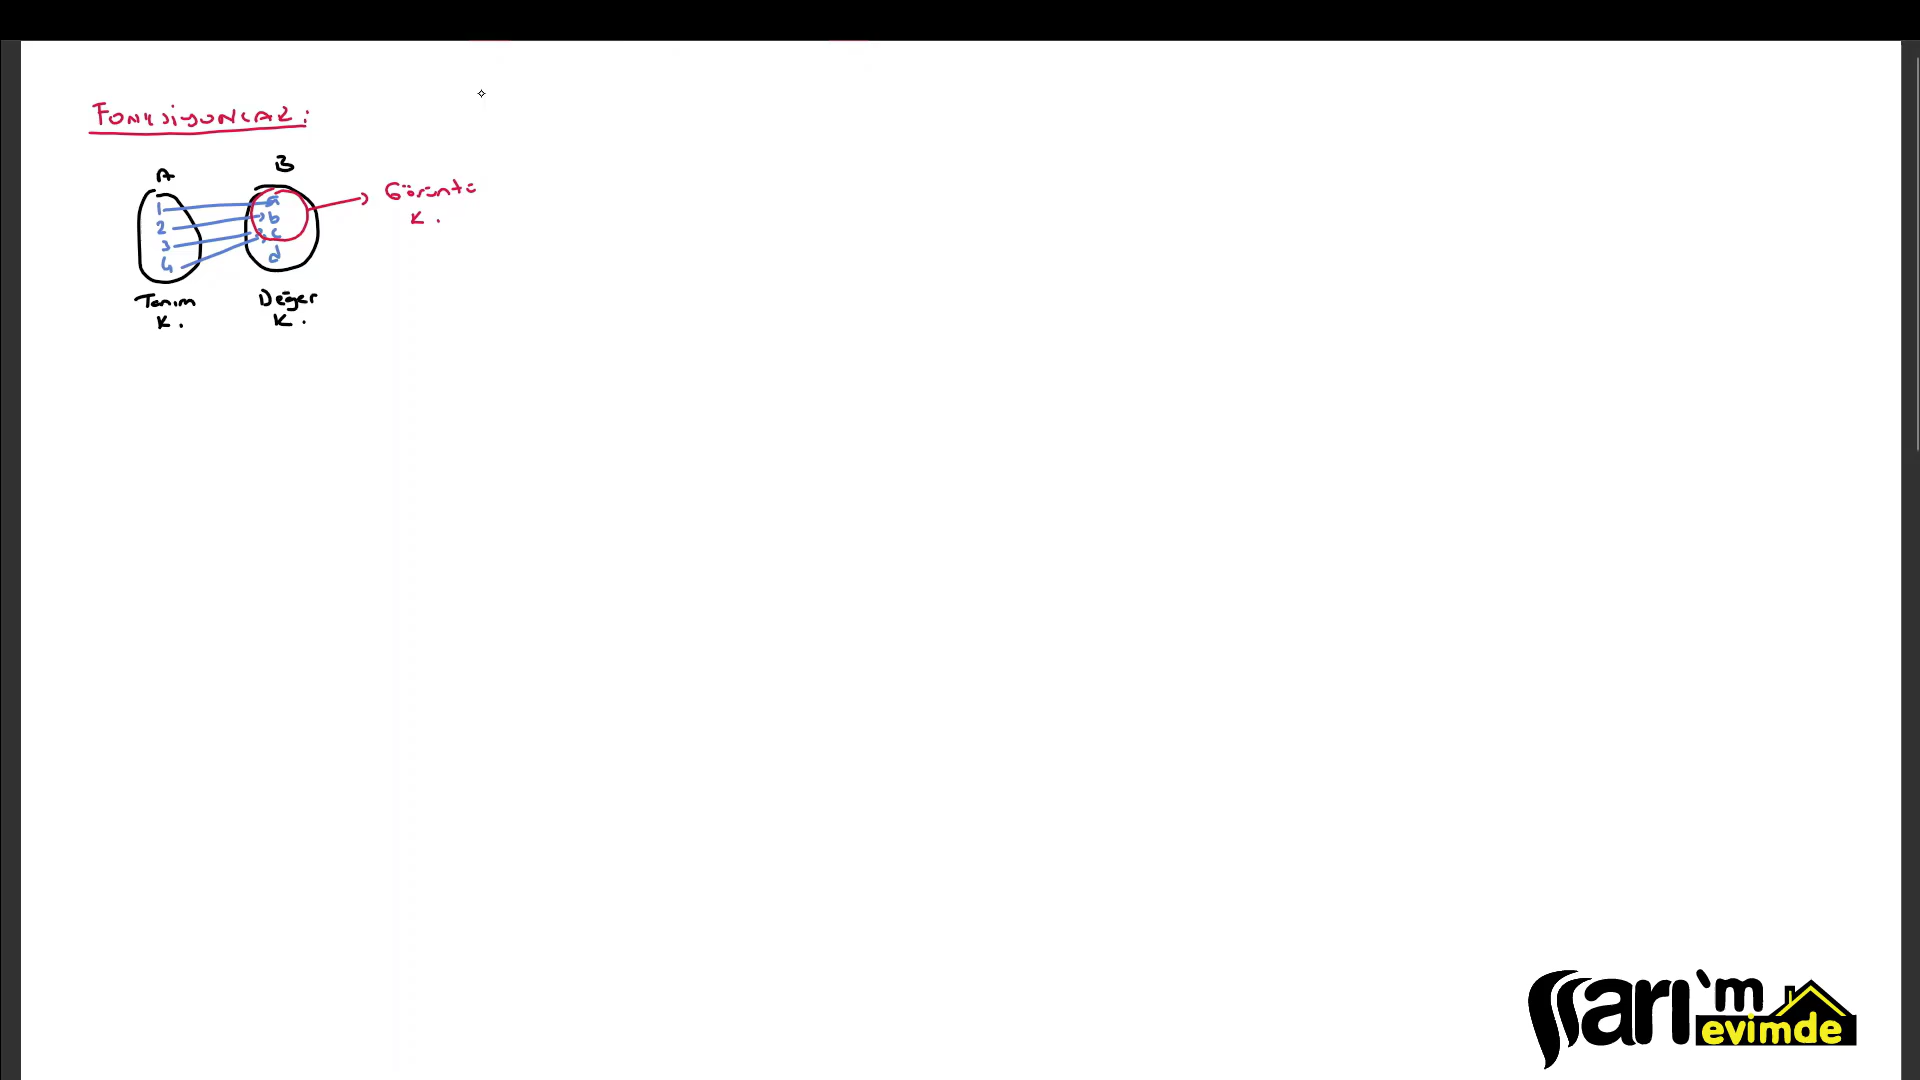 Fonksiyonlar:
A
B
1
2
3
4
a
b
c
d
Görüntü
K.
Tanım
K.
Değer
K.
sarı'm
evimde